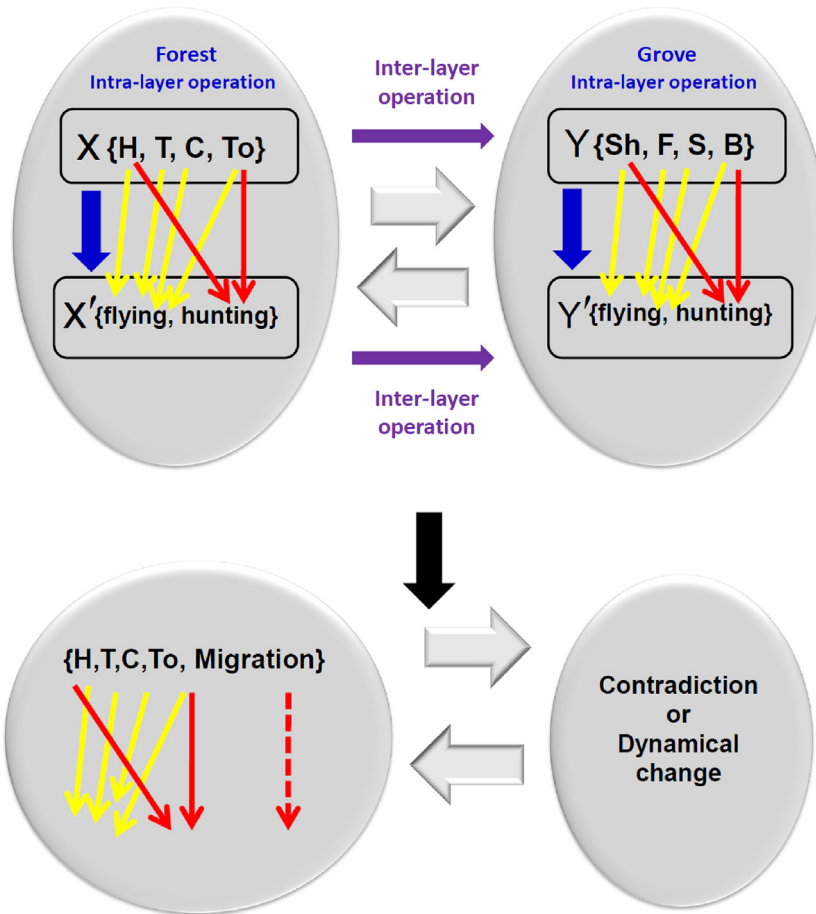 Forest
Intra-layer operation
X {H, T, C, To}
X′{flying, hunting}
Inter-layer
operation
Inter-layer
operation
Grove
Intra-layer operation
Y {Sh, F, S, B}
Y′{flying, hunting}
{H,T,C,To, Migration}
Contradiction
or
Dynamical
change